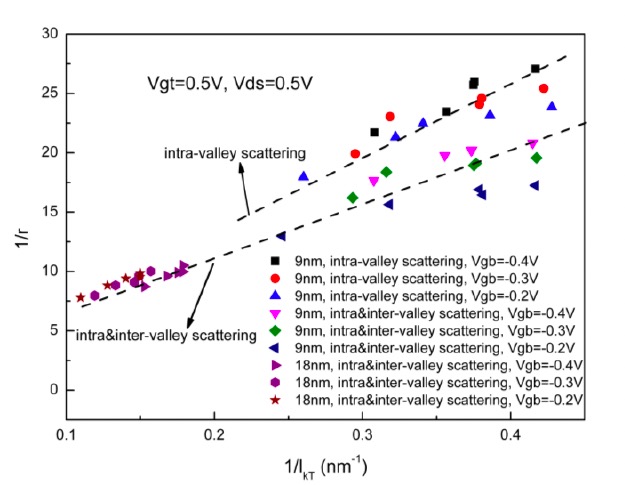 30
25
20
15
10
5
0
1/r
Vgt=0.5V, Vds=0.5V
intra-valley scattering
intra&inter-valley scattering
9nm, intra-valley scattering, Vgb=-0.4V
9nm, intra-valley scattering, Vgb=-0.3V
9nm, intra-valley scattering, Vgb=-0.2V
9nm, intra&inter-valley scattering, Vgb=-0.4V
9nm, intra&inter-valley scattering, Vgb=-0.3V
9nm, intra&inter-valley scattering, Vgb=-0.2V
18nm, intra&inter-valley scattering, Vgb=-0.4V
18nm, intra&inter-valley scattering, Vgb=-0.3V
18nm, intra&inter-valley scattering, Vgb=-0.2V
0.1 0.2 0.3 0.4
1/lkT (nm-1)